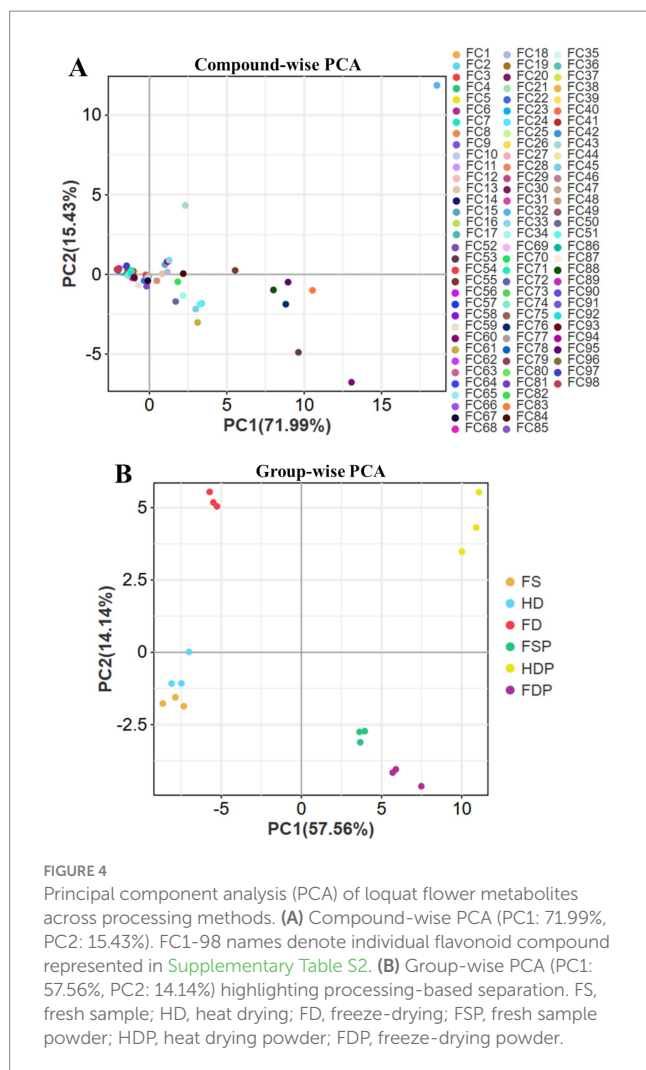 A
Compound-wise PCA
PC2(15.43%)
10
5
0
-5
0 5 10 15
PC1(71.99%)
FC1 FC18 FC35
FC2 FC19 FC36
FC3 FC20 FC37
FC4 FC21 FC38
FC5 FC22 FC39
FC6 FC23 FC40
FC7 FC24 FC41
FC8 FC25 FC42
FC9 FC26 FC43
FC10 FC27 FC44
FC11 FC28 FC45
FC12 FC29 FC46
FC13 FC30 FC47
FC14 FC31 FC48
FC15 FC32 FC49
FC16 FC33 FC50
FC17 FC34 FC51
FC52 FC69 FC86
FC53 FC70 FC87
FC54 FC71 FC88
FC55 FC72 FC89
FC56 FC73 FC90
FC57 FC74 FC91
FC58 FC75 FC92
FC59 FC76 FC93
FC60 FC77 FC94
FC61 FC78 FC95
FC62 FC79 FC96
FC63 FC80 FC97
FC64 FC81 FC98
FC65 FC82
FC66 FC83
FC67 FC84
FC68 FC85
B
Group-wise PCA
PC2(14.14%)
5
2.5
0
-2.5
-5 0 5 10
PC1(57.56%)
FS
HD
FD
FSP
HDP
FDP
FIGURE 4
Principal component analysis (PCA) of loquat flower metabolites
across processing methods. (A) Compound-wise PCA (PC1: 71.99%,
PC2: 15.43%). FC1-98 names denote individual flavonoid compound
represented in Supplementary Table S2. (B) Group-wise PCA (PC1:
57.56%, PC2: 14.14%) highlighting processing-based separation. FS,
fresh sample; HD, heat drying; FD, freeze-drying; FSP, fresh sample
powder; HDP, heat drying powder; FDP, freeze-drying powder.